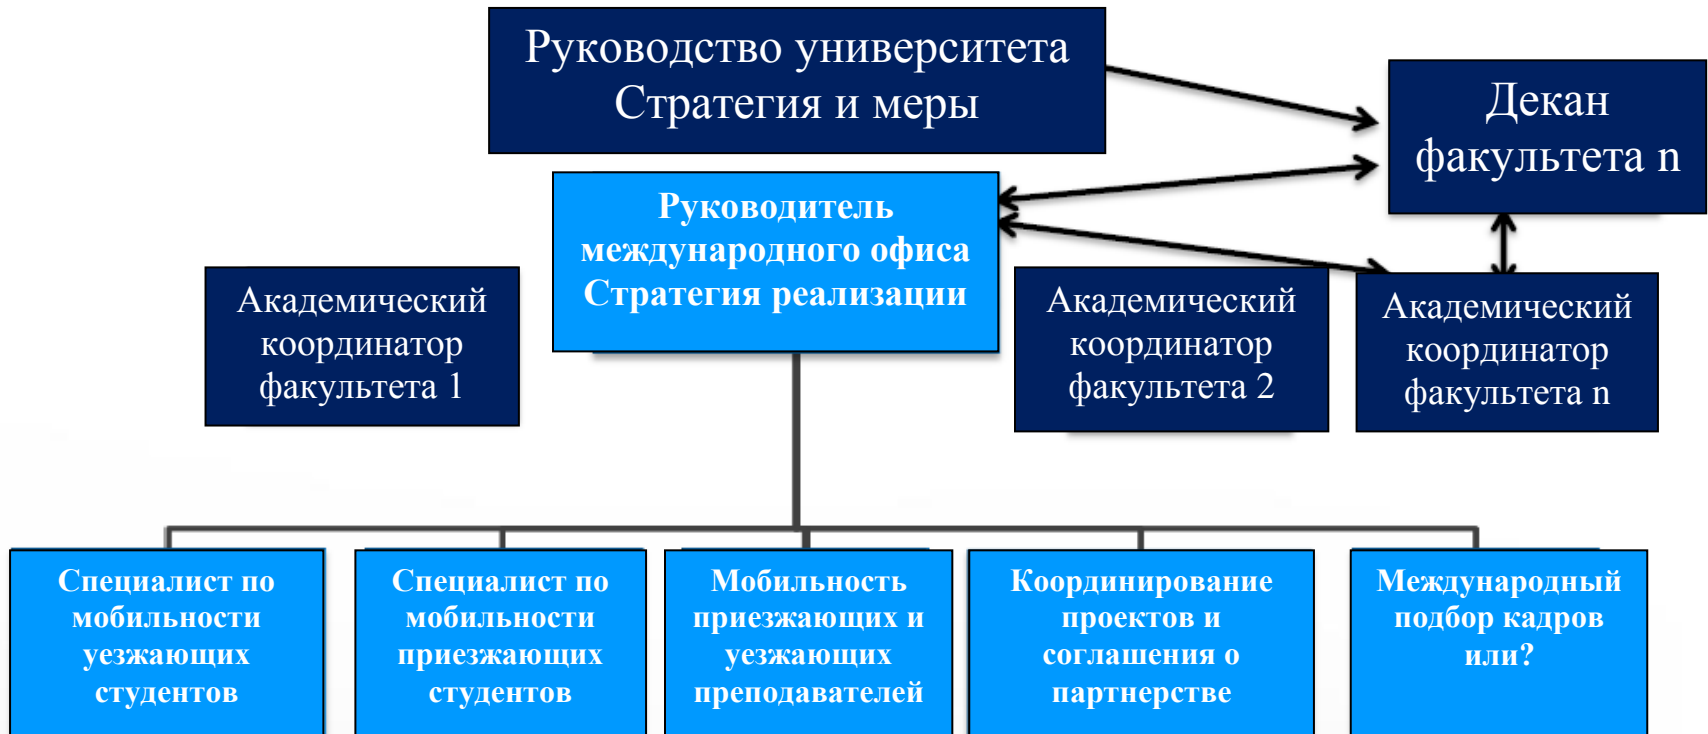 Руководство университета
Стратегия и меры
Декан
факультета n
Руководитель
международного офиса
Стратегия реализации
Академический
координатор
факультета 1
Академический
координатор
факультета 2
Академический
координатор
факультета n
Специалист по
мобильности
уезжающих
студентов
Специалист по
мобильности
приезжающих
студентов
Мобильность
приезжающих и
уезжающих
преподавателей
Координирование
проектов и
соглашения о
партнерстве
Международный
подбор кадров
или?